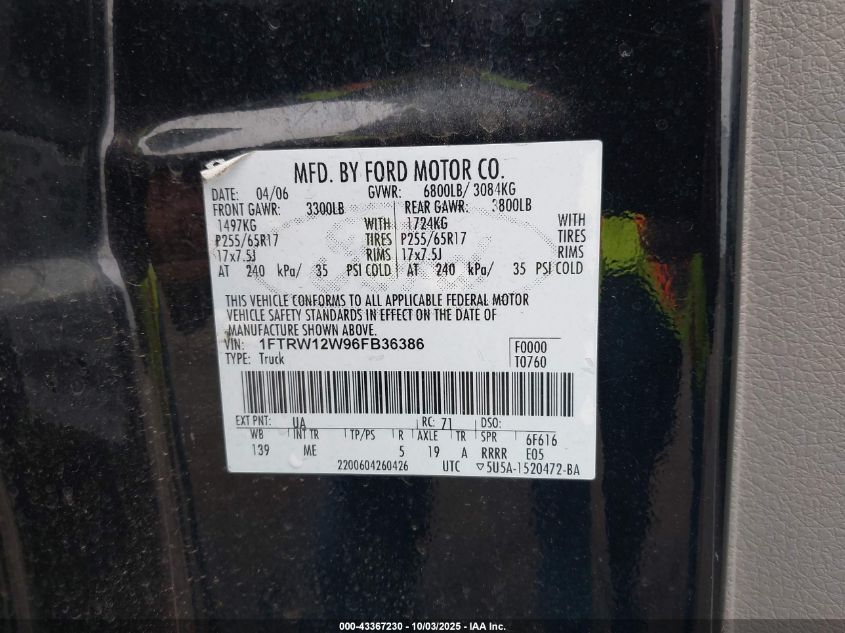 MFD. BY FORD MOTOR CO.
DATE: 04/06 GVWR: 6800LB/ 3084KG
FRONT GAWR: 3300LB REAR GAWR: 3800LB
1497KG WITH 1724KG WITH
P255/65R17 TIRES P255/65R17 TIRES
17x7.5J RIMS 17x7.5J RIMS
AT 240 kPa/ 35 PSI COLD AT 240 kPa/ 35 PSI COLD
THIS VEHICLE CONFORMS TO ALL APPLICABLE FEDERAL MOTOR
VEHICLE SAFETY STANDARDS IN EFFECT ON THE DATE OF
MANUFACTURE SHOWN ABOVE.
VIN: 1FTRW12W96FB36386 F0000
TYPE: Truck T0760
EXT PNT: UA RC: 71 DSO:
WB INT TR TP/PS R AXLE TR SPR 6F616
139 ME 5 19 A RRRR E05
2200604260426 UTC ▽5U5A-1520472-BA
200-43367230 - 10/03/2025 - IAA Inc.